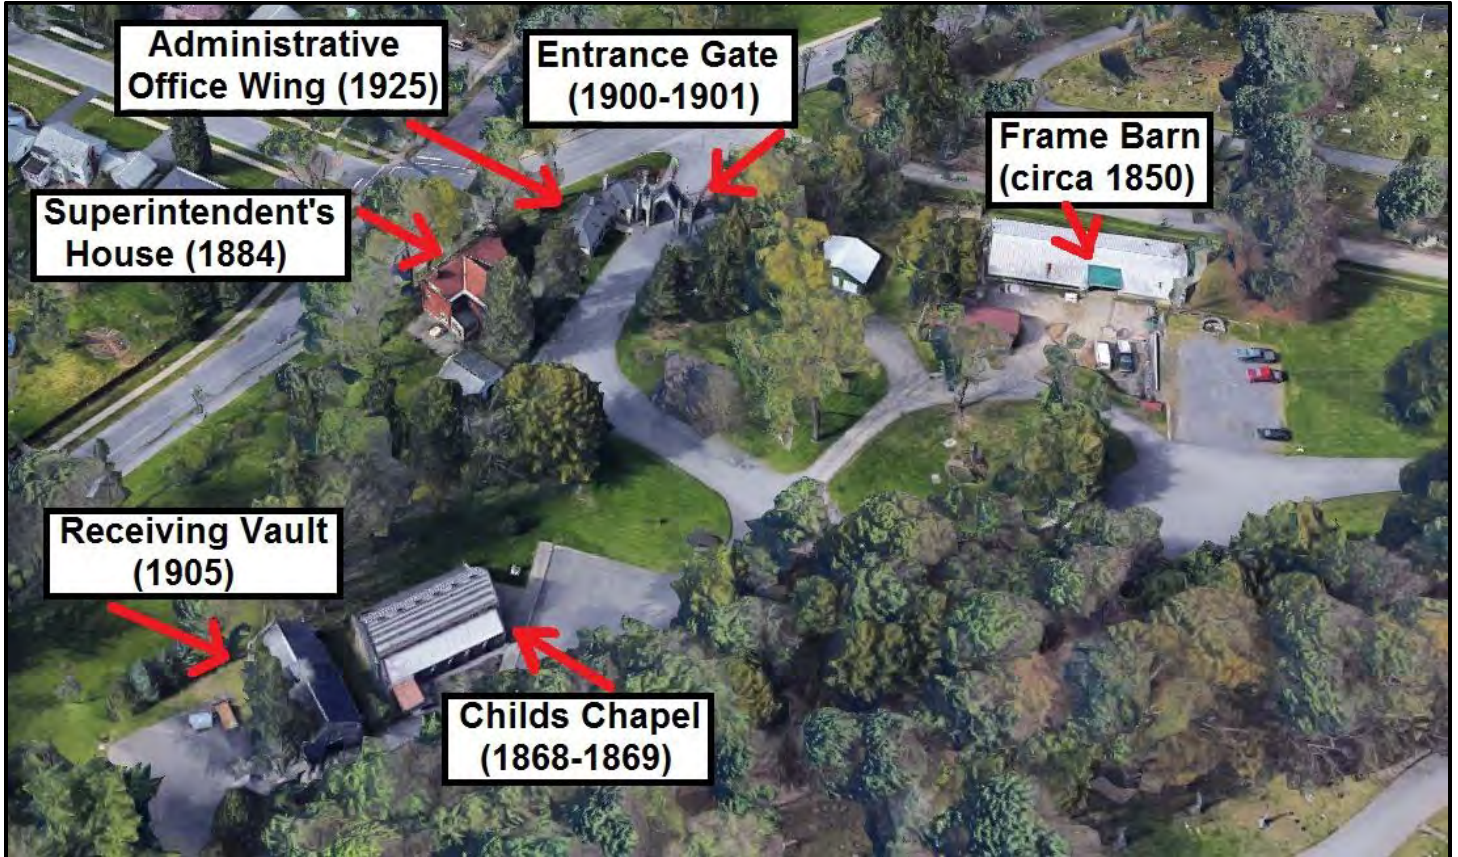 Administrative
Office Wing (1925)
Entrance Gate
(1900-1901)
Frame Barn
(circa 1850)
Superintendent's
House (1884)
Receiving Vault
(1905)
Childs Chapel
(1868-1869)